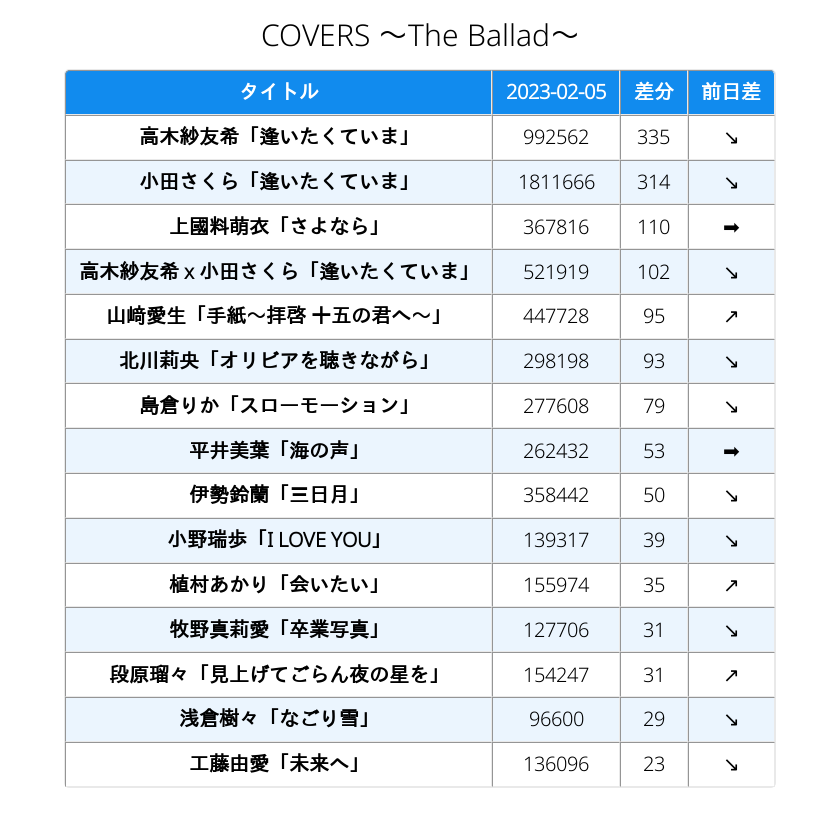 COVERS ～The Ballad～
タイトル 2023-02-05 差分 前日差
高木紗友希「逢いたくていま」 992562 335 ↘
小田さくら「逢いたくていま」 1811666 314 ↘
上國料萌衣「さよなら」 367816 110 ➡
高木紗友希 x 小田さくら「逢いたくていま」 521919 102 ↘
山﨑愛生「手紙～拝啓 十五の君へ～」 447728 95 ↗
北川莉央「オリビアを聴きながら」 298198 93 ↘
島倉りか「スローモーション」 277608 79 ↘
平井美葉「海の声」 262432 53 ➡
伊勢鈴蘭「三日月」 358442 50 ↘
小野瑞歩「I LOVE YOU」 139317 39 ↘
植村あかり「会いたい」 155974 35 ↗
牧野真莉愛「卒業写真」 127706 31 ↘
段原瑠々「見上げてごらん夜の星を」 154247 31 ↗
浅倉樹々「なごり雪」 96600 29 ↘
工藤由愛「未来へ」 136096 23 ↘